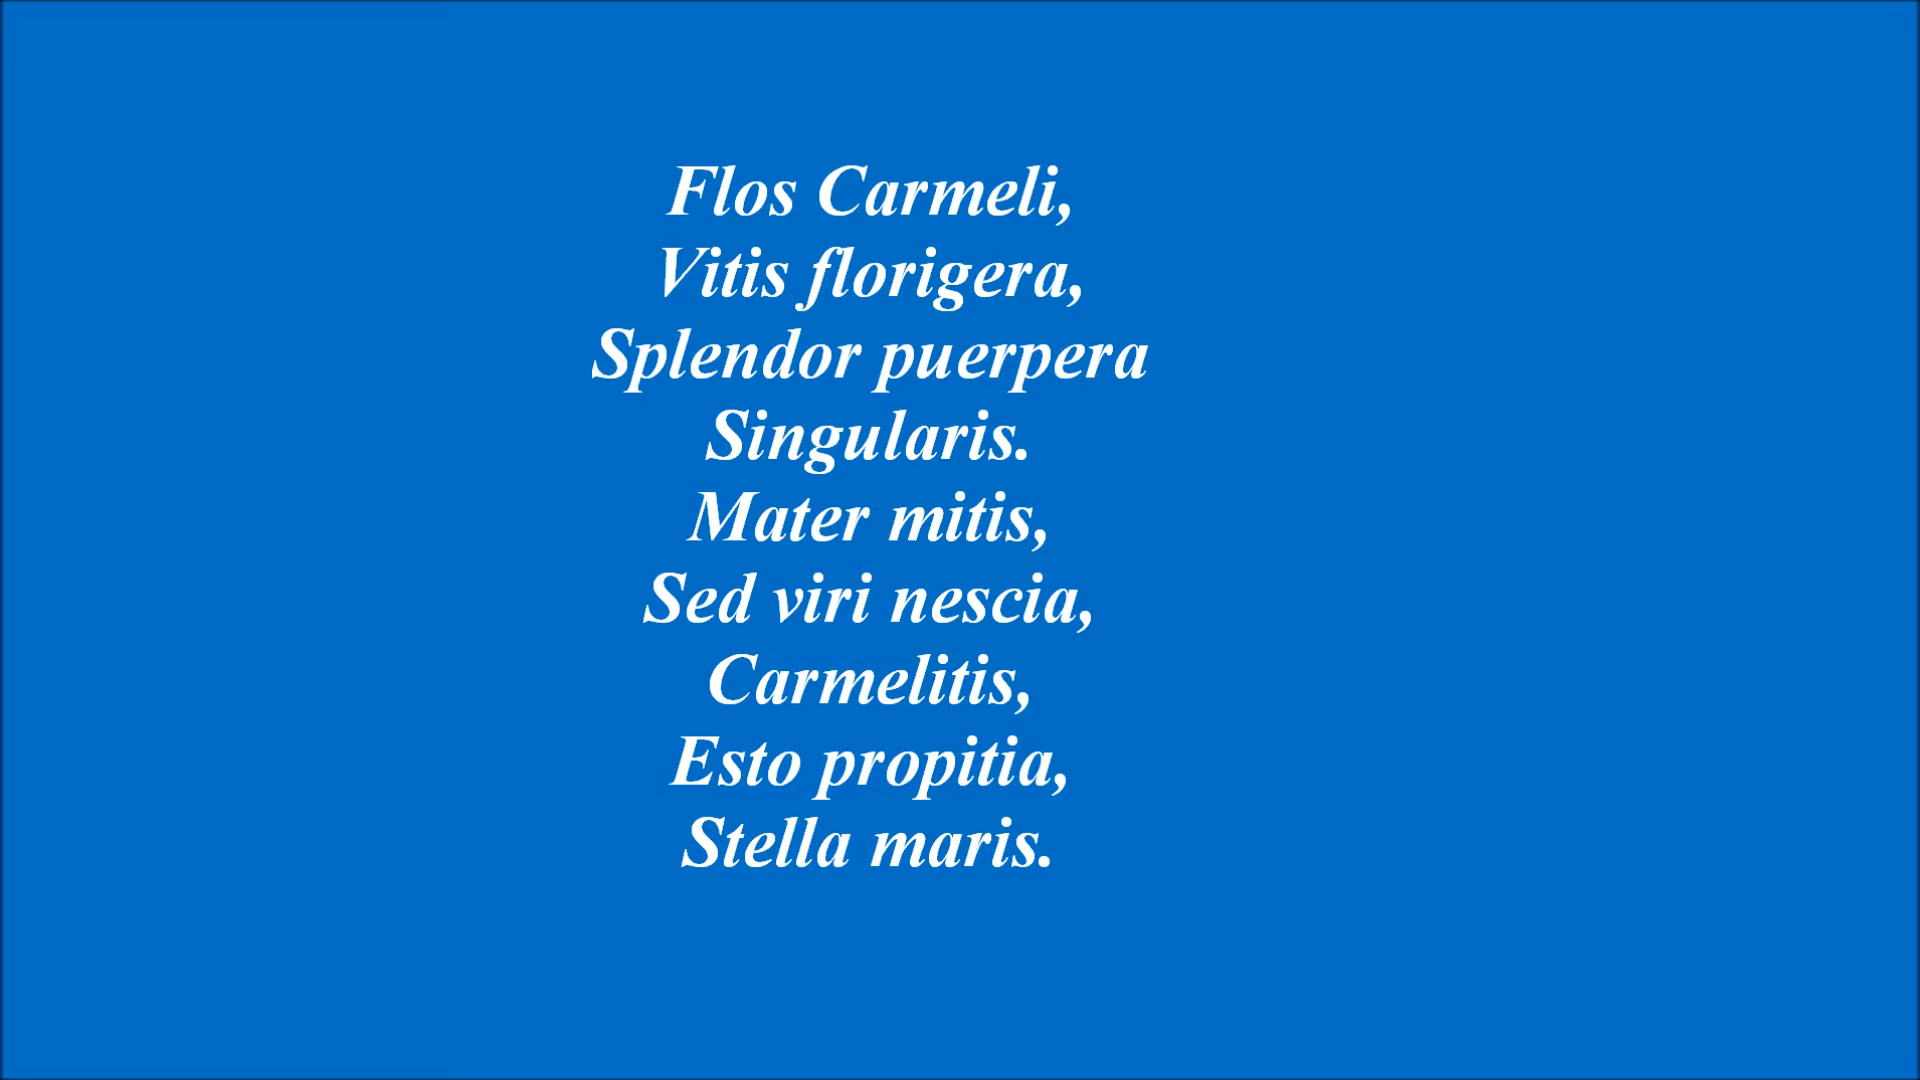 Flos Carmeli,
Vitis florigera,
Splendor puerpera
Singularis.
Mater mitis,
Sed viri nescia,
Carmelitis,
Esto propitia,
Stella maris.